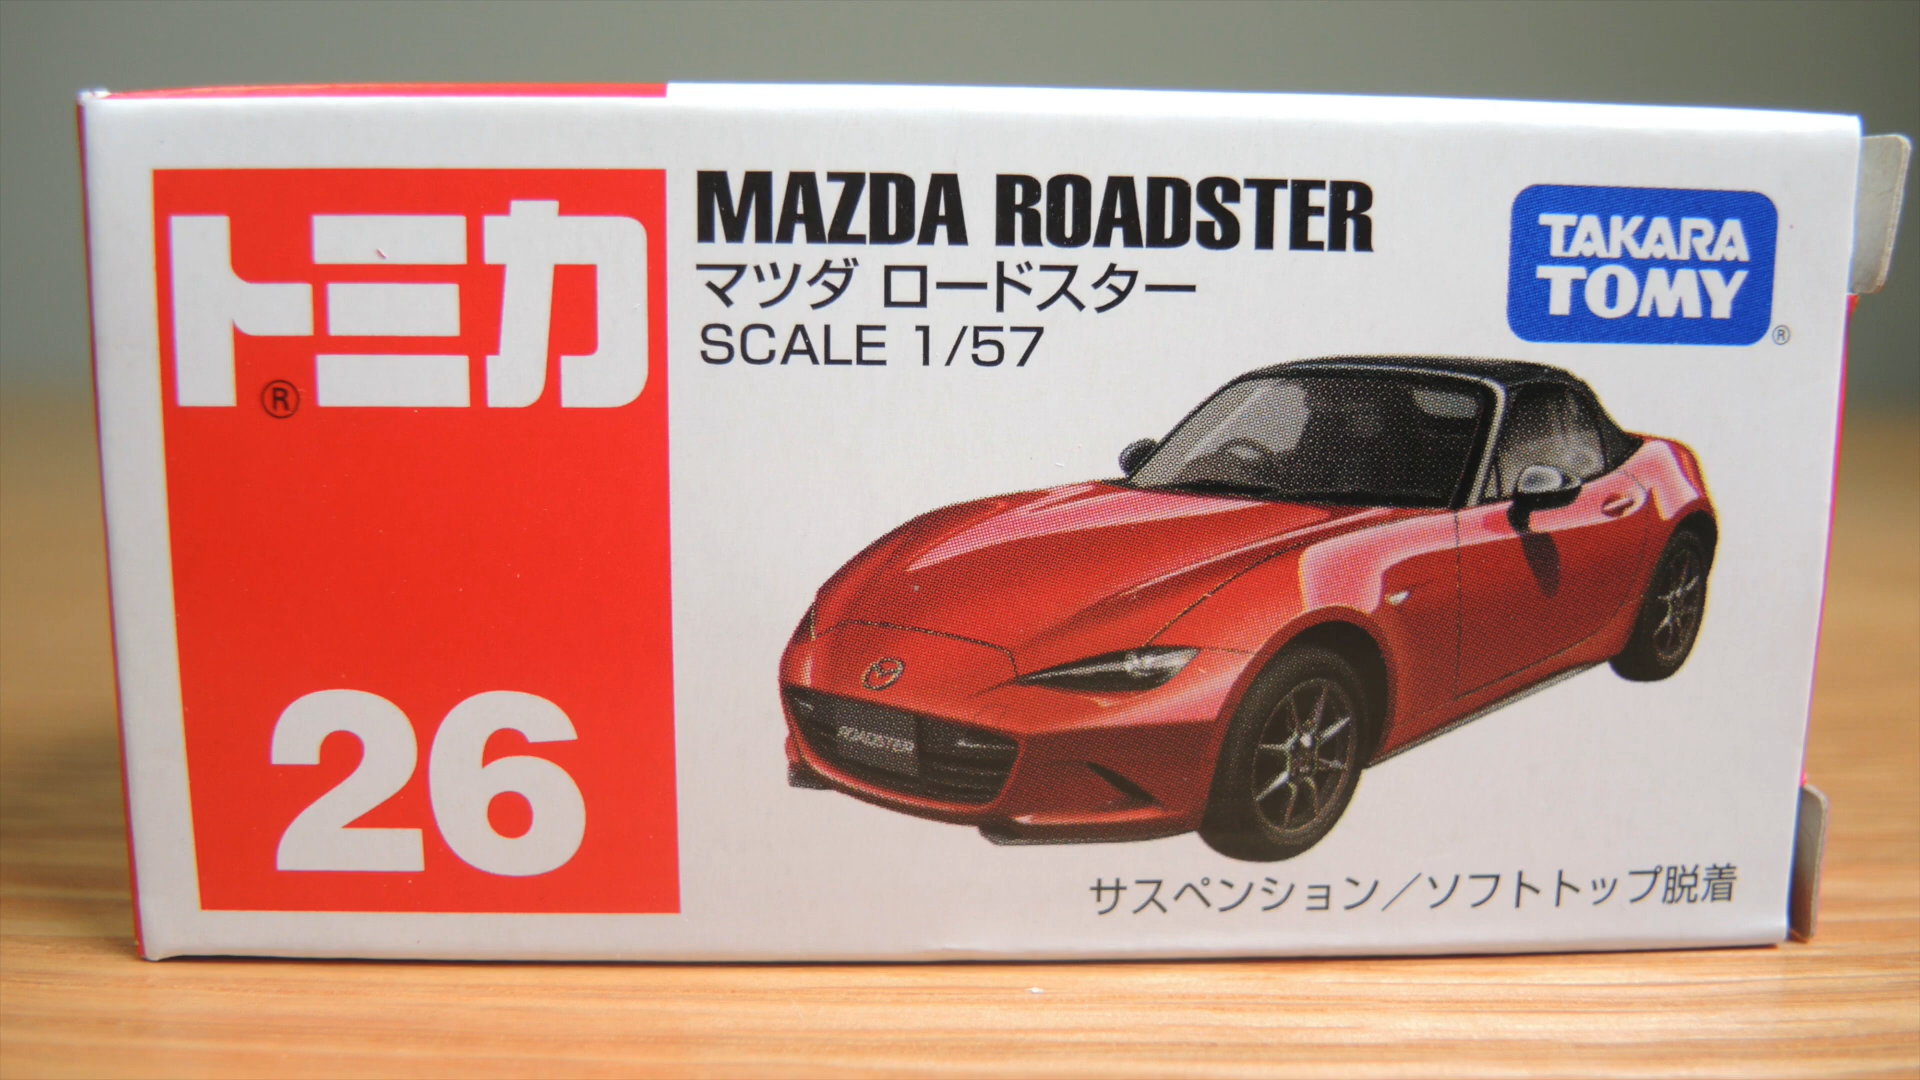 トミカ
®
26
MAZDA ROADSTER
マツダ ロードスター
SCALE 1/57
TAKARA
TOMY
®
ROADSTER
サスペンション/ソフトトップ脱着